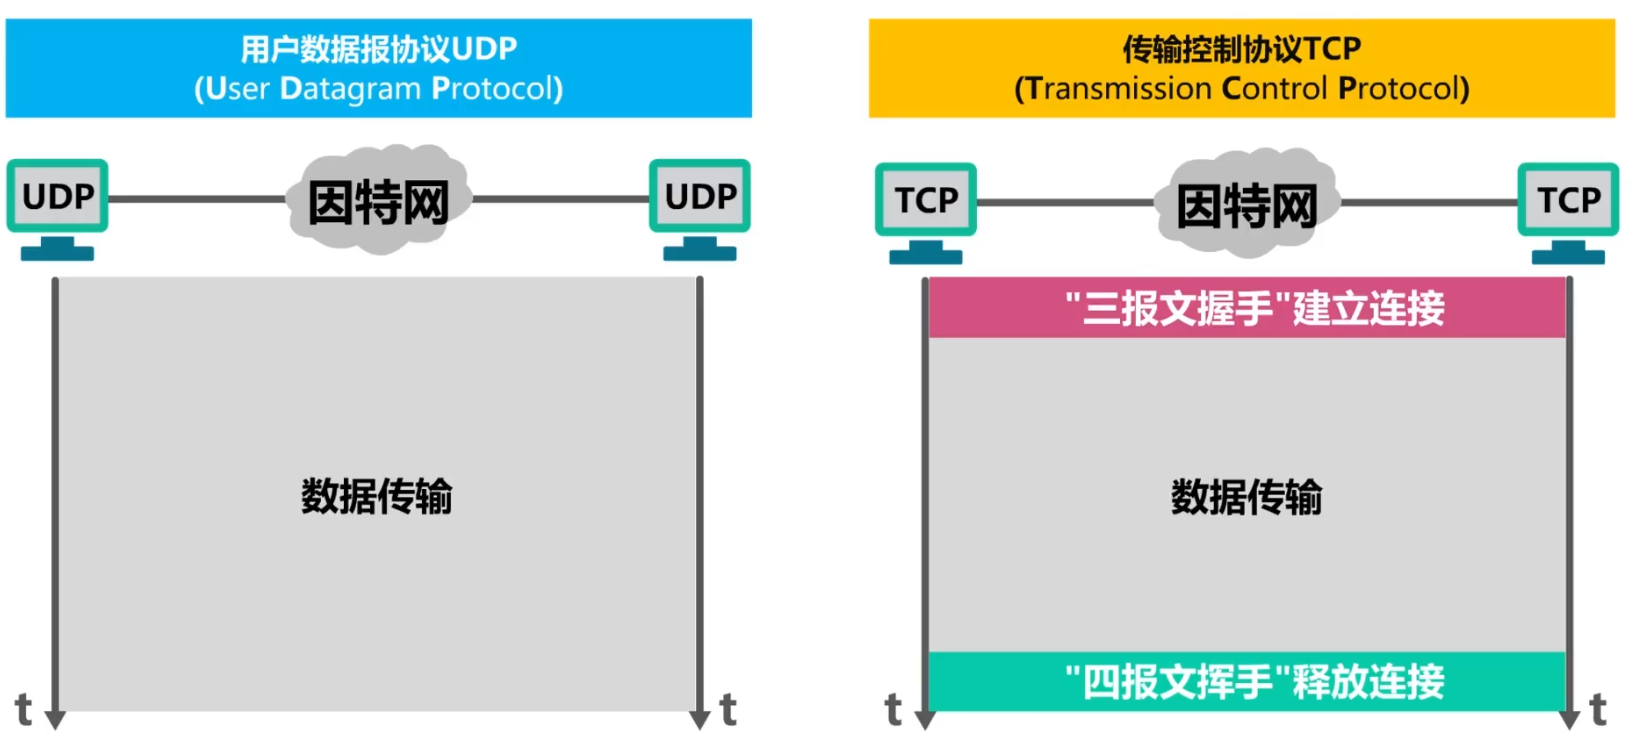 用户数据报协议UDP
(User Datagram Protocol)
UDP
因特网
UDP
数据传输
t
t
传输控制协议TCP
(Transmission Control Protocol)
TCP
因特网
TCP
"三报文握手"建立连接
数据传输
"四报文挥手"释放连接
t
t